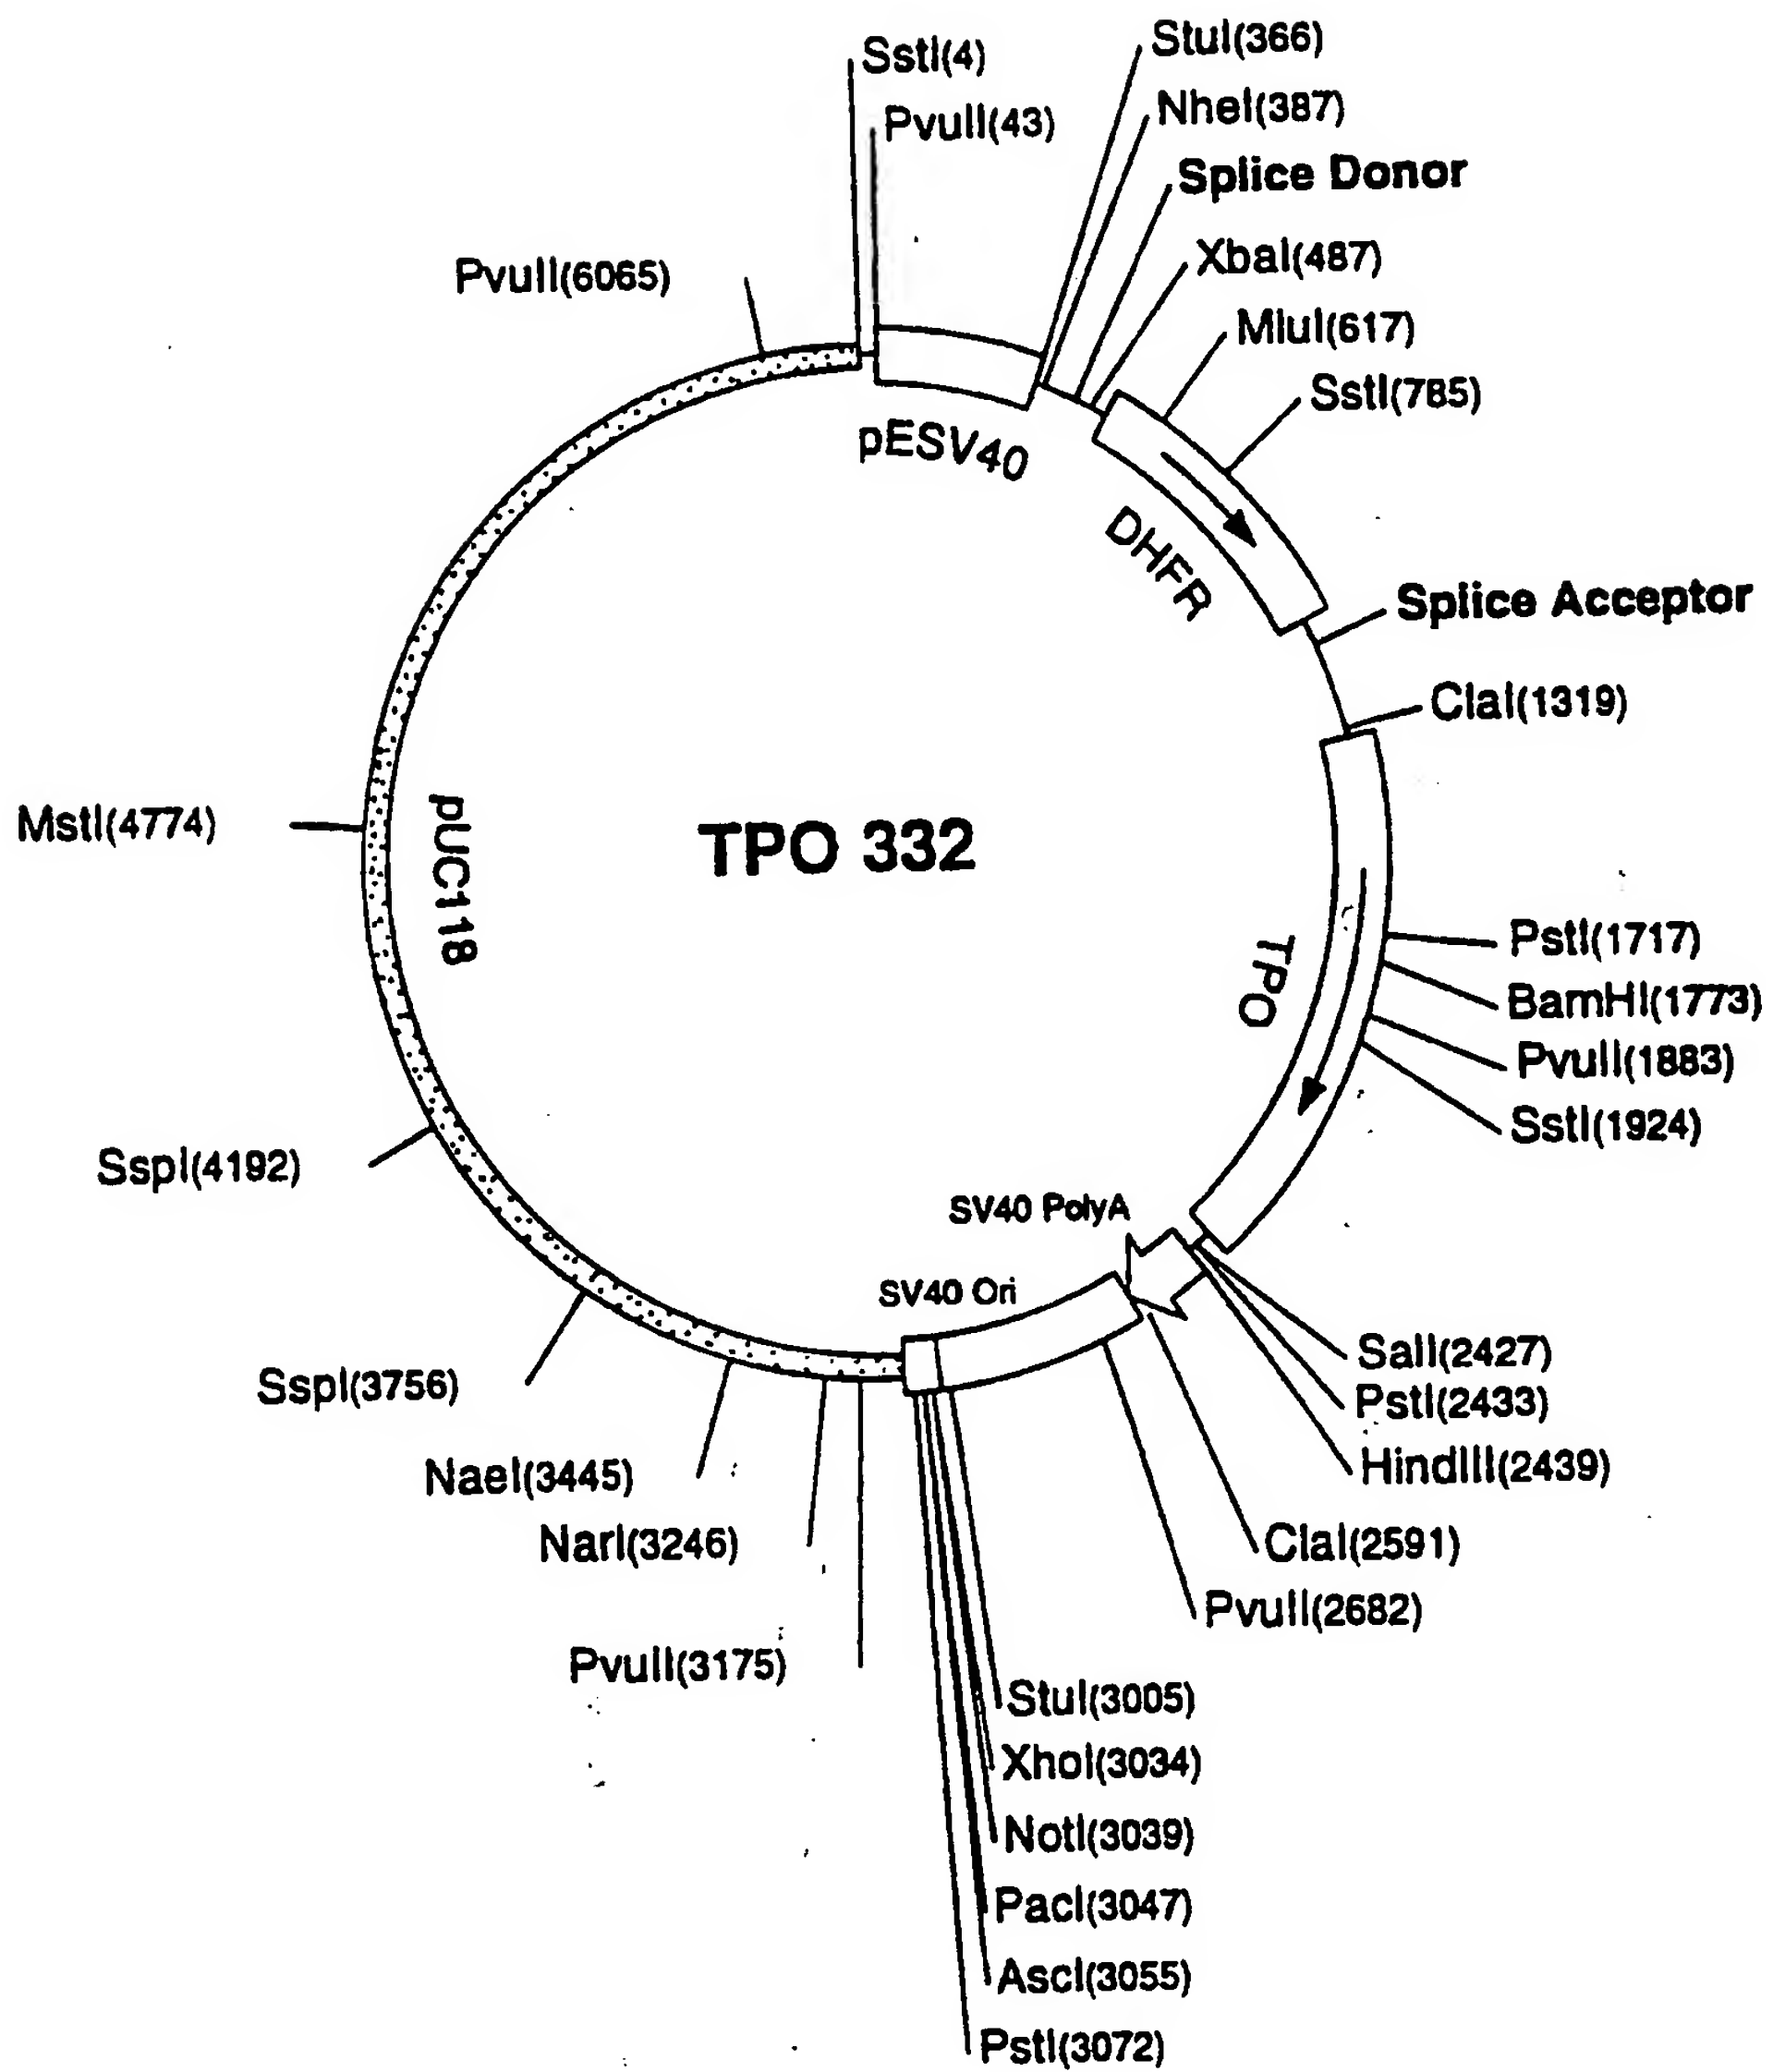 SstI(4)
PvuII(43)
StuI(366)
NheI(387)
Splice Donor
XbaI(487)
MluI(617)
SstI(785)
PvuII(6065)
pESV40
DHFR
Splice Acceptor
ClaI(1319)
MstI(4774)
pUC118
TPO 332
TPO
PstI(1717)
BamHI(1773)
PvuII(1883)
SstI(1924)
SspI(4192)
SV40 PolyA
SV40 Ori
SalI(2427)
PstI(2433)
HindIII(2439)
SspI(3756)
NaeI(3445)
NarI(3246)
ClaI(2591)
PvuII(2682)
PvuII(3175)
StuI(3005)
XhoI(3034)
NotI(3039)
PacI(3047)
AscI(3055)
PstI(3072)